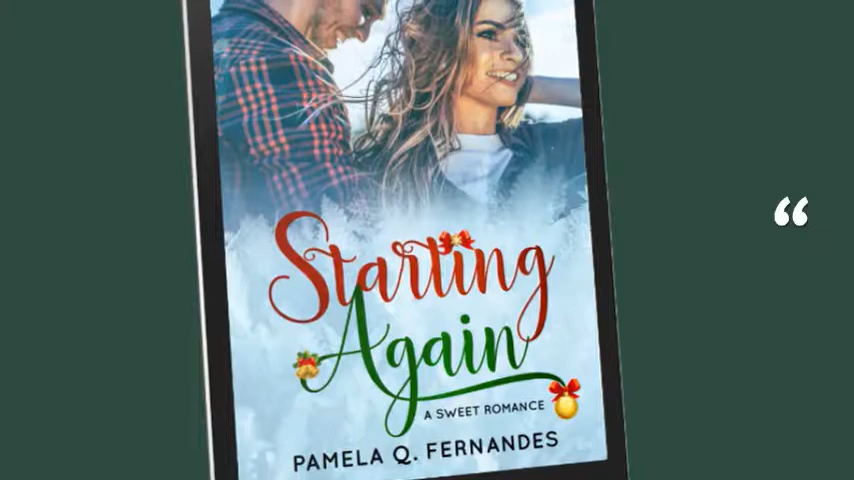 “
Starting
Again
A SWEET ROMANCE
PAMELA Q. FERNANDES